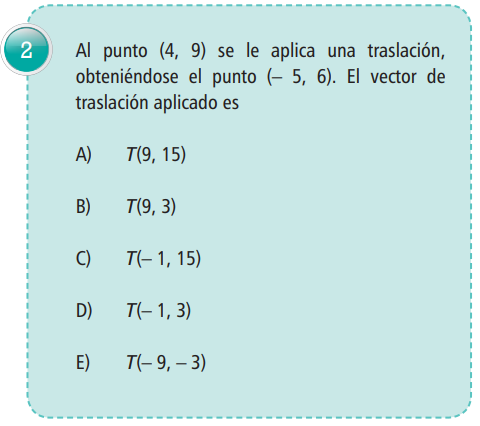 2
Al punto (4, 9) se le aplica una traslación,
obteniéndose el punto (– 5, 6). El vector de
traslación aplicado es
A) T(9, 15)
B) T(9, 3)
C) T(– 1, 15)
D) T(– 1, 3)
E) T(– 9, – 3)